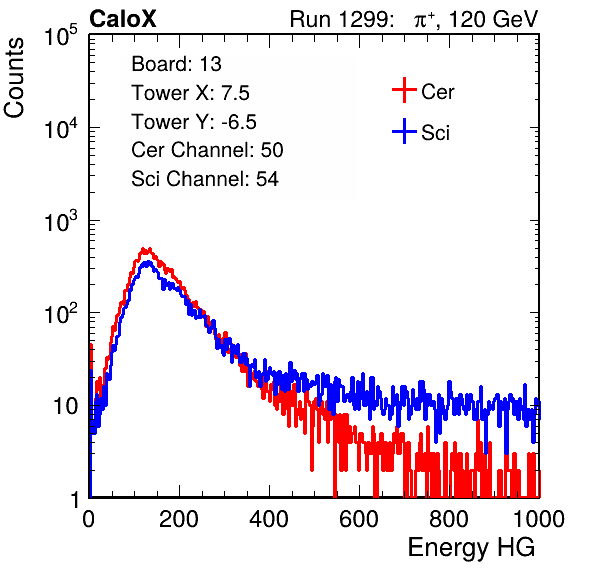 CaloX Run 1299: π⁺, 120 GeV
Counts
10⁵
10⁴
10³
10²
10
1
Board: 13
Tower X: 7.5
Tower Y: -6.5
Cer Channel: 50
Sci Channel: 54
Cer
Sci
0 200 400 600 800 1000
Energy HG